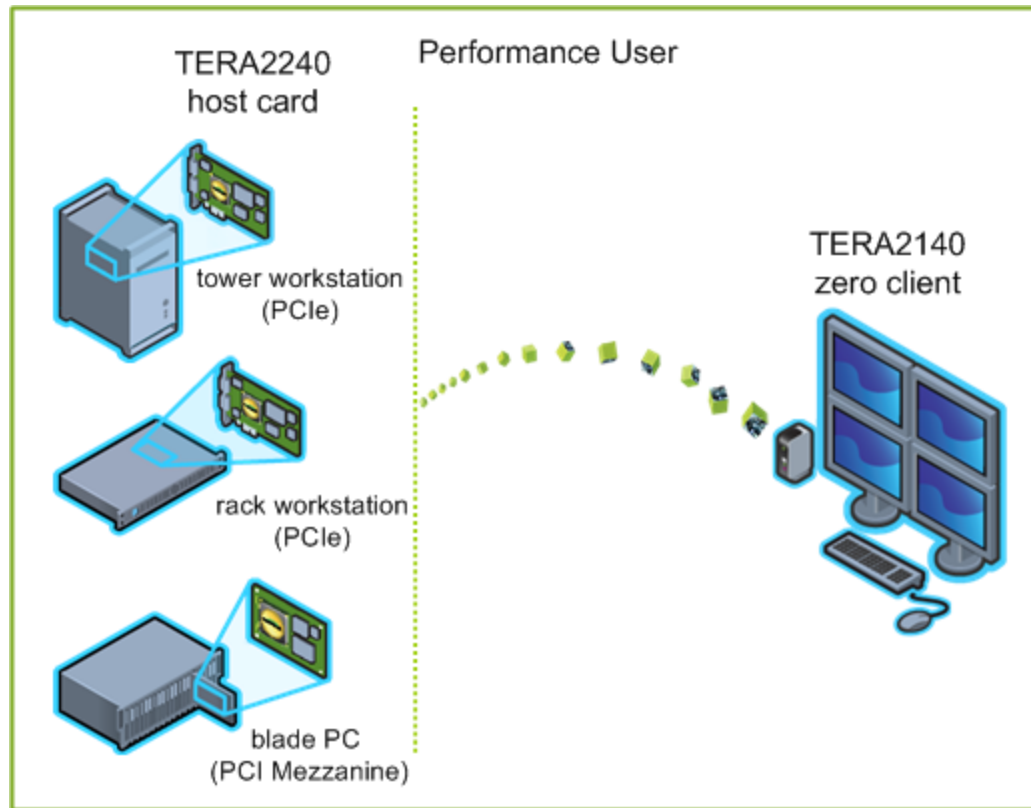 TERA2240
host card
Performance User
tower workstation
(PCIe)
TERA2140
zero client
rack workstation
(PCIe)
blade PC
(PCI Mezzanine)